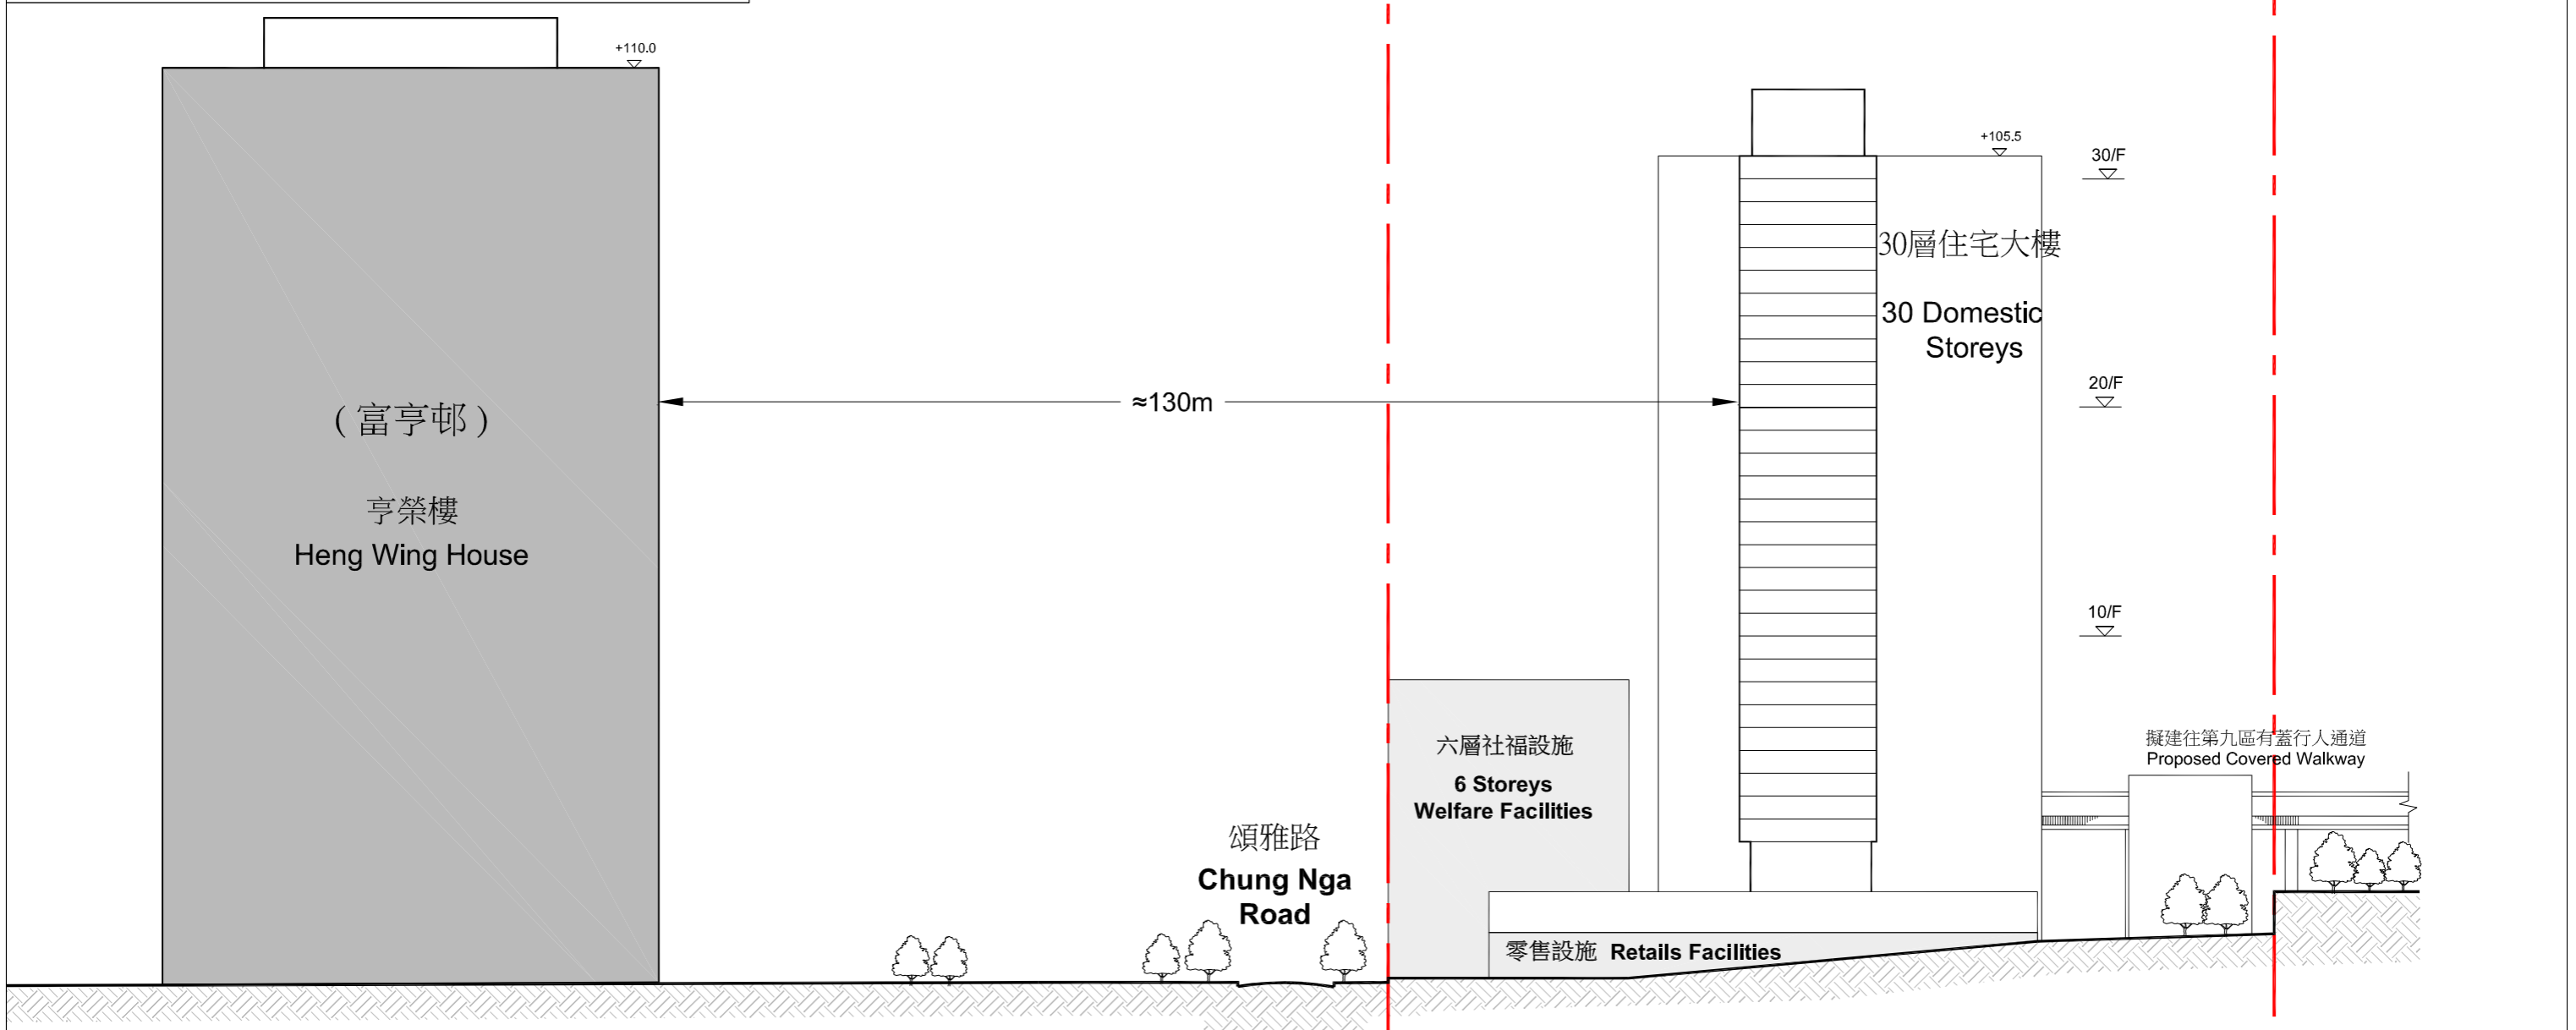 +110.0
+105.5
30/F
30層住宅大樓
30 Domestic
Storeys
20/F
≈130m
(富亨邨)
亨榮樓
Heng Wing House
10/F
六層社福設施
6 Storeys
Welfare Facilities
擬建往第九區有蓋行人通道
Proposed Covered Walkway
頌雅路
Chung Nga
Road
零售設施 Retails Facilities